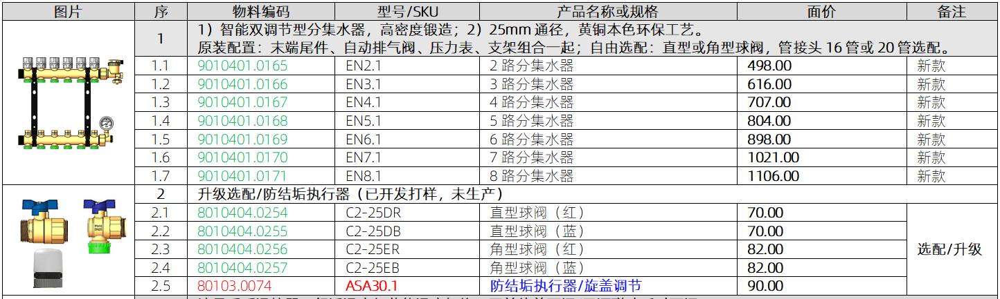 图片 序 物料编码 型号/SKU 产品名称或规格 面价 备注
1 1）智能双调节型分集水器，高密度锻造；2）25mm 通径，黄铜本色环保工艺。
原装配置：末端尾件、自动排气阀、压力表、支架组合一起；自由选配：直型或角型球阀，管接头 16 管或 20 管选配。
1.1 9010401.0165 EN2.1 2 路分集水器 498.00 新款
1.2 9010401.0166 EN3.1 3 路分集水器 616.00 新款
1.3 9010401.0167 EN4.1 4 路分集水器 707.00 新款
1.4 9010401.0168 EN5.1 5 路分集水器 804.00 新款
1.5 9010401.0169 EN6.1 6 路分集水器 898.00 新款
1.6 9010401.0170 EN7.1 7 路分集水器 1021.00 新款
1.7 9010401.0171 EN8.1 8 路分集水器 1106.00 新款
2 升级选配/防结垢执行器（已开发打样，未生产）
2.1 8010404.0254 C2-25DR 直型球阀（红） 70.00
2.2 8010404.0255 C2-25DB 直型球阀（蓝） 70.00
2.3 8010404.0256 C2-25ER 角型球阀（红） 82.00 选配/升级
2.4 8010404.0257 C2-25EB 角型球阀（蓝） 82.00
2.5 80103.0074 ASA30.1 防结垢执行器/旋盖调节 90.00